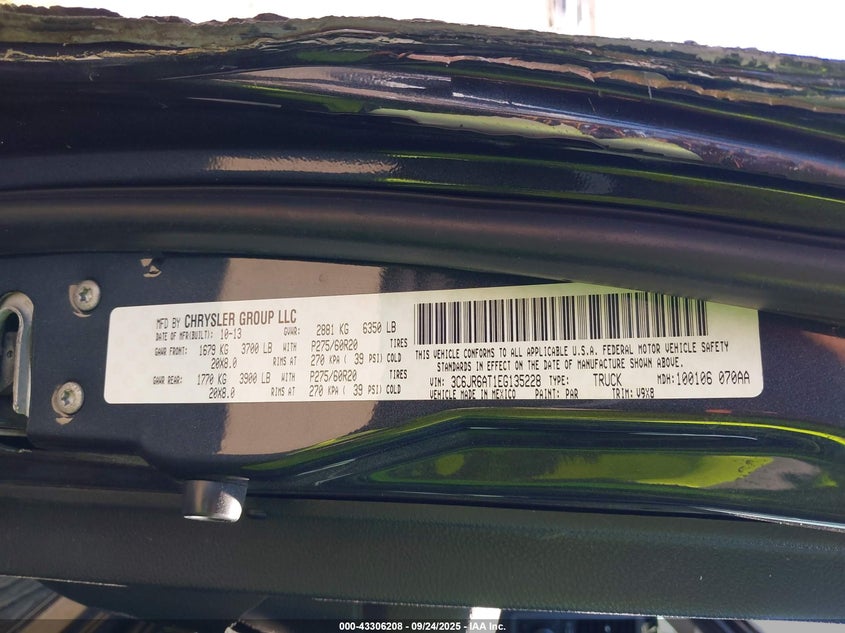 MFD BY CHRYSLER GROUP LLC
DATE OF MFR(BUILT): 10-13 GVWR: 2881 KG 6350 LB
GAWR FRONT: 1679 KG 3700 LB WITH P275/60R20 TIRES
20X8.0 RIMS AT 270 KPA ( 39 PSI) COLD
GAWR REAR: 1770 KG 3900 LB WITH P275/60R20 TIRES
20X8.0 RIMS AT 270 KPA ( 39 PSI) COLD
THIS VEHICLE CONFORMS TO ALL APPLICABLE U.S.A. FEDERAL MOTOR VEHICLE SAFETY
STANDARDS IN EFFECT ON THE DATE OF MANUFACTURE SHOWN ABOVE.
VIN: 3C6JR6AT1EG135228 TYPE: TRUCK MDH: 100106 070AA
VEHICLE MADE IN MEXICO PAINT: PAR TRIM: V9X8
000-43306208 - 09/24/2025 - IAA Inc.